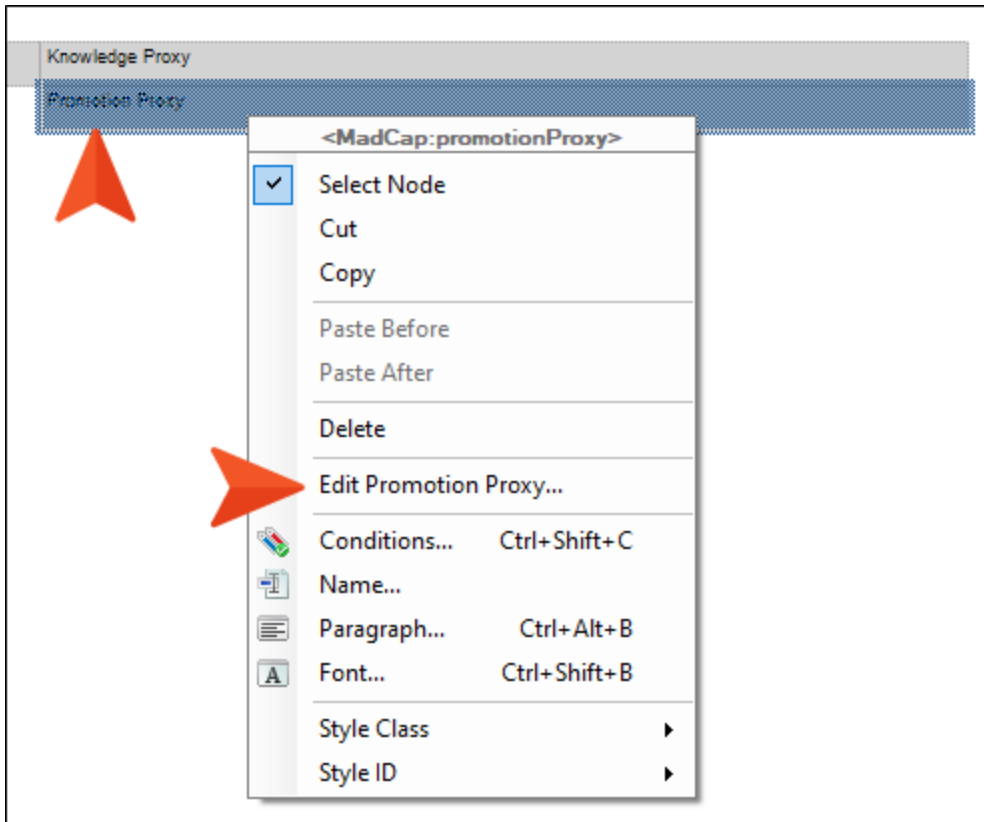 Knowledge Proxy
Promotion Proxy
<MadCap:promotionProxy>
Select Node
Cut
Copy
Paste Before
Paste After
Delete
Edit Promotion Proxy...
Conditions... Ctrl+Shift+C
Name...
Paragraph... Ctrl+Alt+B
Font... Ctrl+Shift+B
Style Class
Style ID